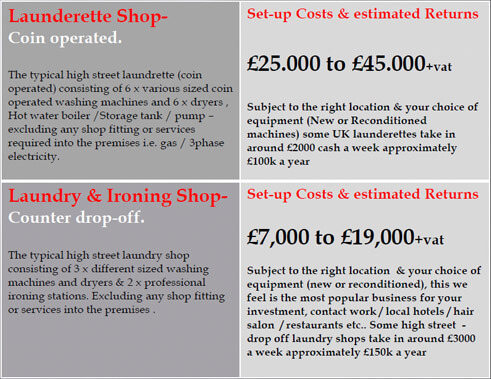 Launderette Shop-
Coin operated.
The typical high street laundrette (coin
operated) consisting of 6 x various sized coin
operated washing machines and 6 x dryers ,
Hot water boiler /Storage tank / pump –
excluding any shop fitting or services
required into the premises i.e. gas / 3phase
electricity.
Set-up Costs & estimated Returns
£25.000 to £45.000+vat
Subject to the right location & your choice of
equipment (New or Reconditioned
machines) some UK launderettes take in
around £2000 cash a week approximately
£100k a year
Laundry & Ironing Shop-
Counter drop-off.
The typical high street laundry shop
consisting of 3 x different sized washing
machines and dryers & 2 x professional
ironing stations. Excluding any shop fitting
or services into the premises .
Set-up Costs & estimated Returns
£7,000 to £19,000+vat
Subject to the right location  & your choice of
equipment (new or reconditioned), this we
feel is the most popular business for your
investment, contact work / local hotels / hair
salon  / restaurants etc.. Some high street  -
drop off laundry shops take in around £3000
a week approximately £150k a year